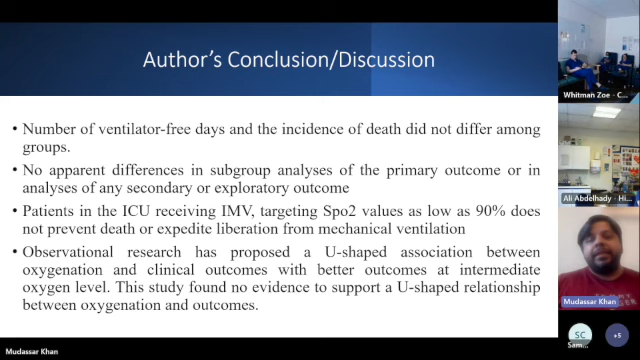 Author's Conclusion/Discussion
• Number of ventilator-free days and the incidence of death did not differ among
groups.
• No apparent differences in subgroup analyses of the primary outcome or in
analyses of any secondary or exploratory outcome
• Patients in the ICU receiving IMV, targeting Spo2 values as low as 90% does
not prevent death or expedite liberation from mechanical ventilation
• Observational research has proposed a U-shaped association between
oxygenation and clinical outcomes with better outcomes at intermediate
oxygen level. This study found no evidence to support a U-shaped relationship
between oxygenation and outcomes.
Whitman Zoe - C...
Ali Abdelhady - Hi...
Mudassar Khan
SC
+5
Sam...
Mudassar Khan